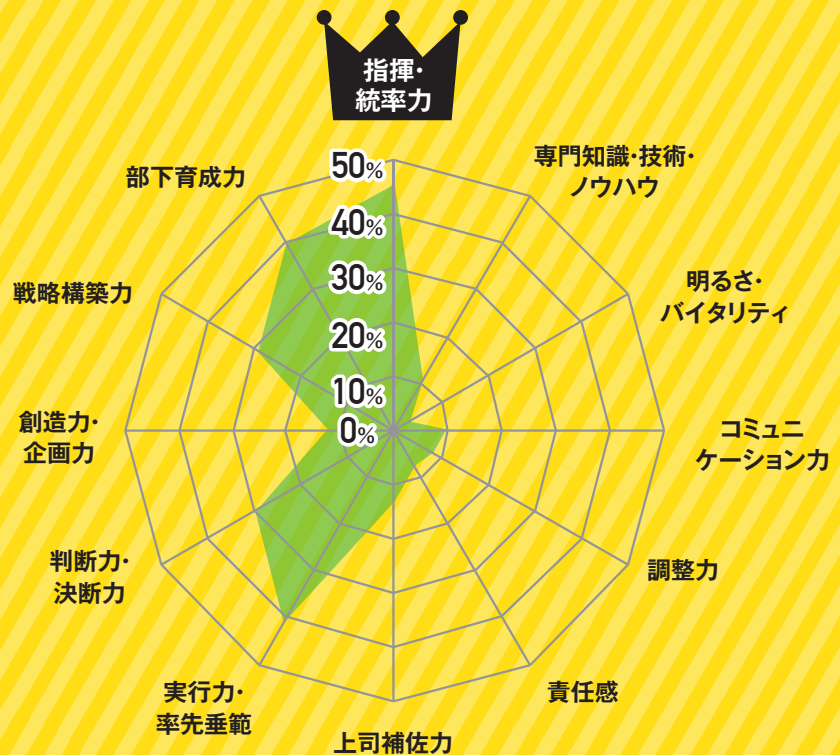 指揮・
統率力
専門知識・技術・
ノウハウ
明るさ・
バイタリティ
コミュニ
ケーション力
調整力
責任感
上司補佐力
実行力・
率先垂範
判断力・
決断力
創造力・
企画力
戦略構築力
部下育成力
50%
40%
30%
20%
10%
0%